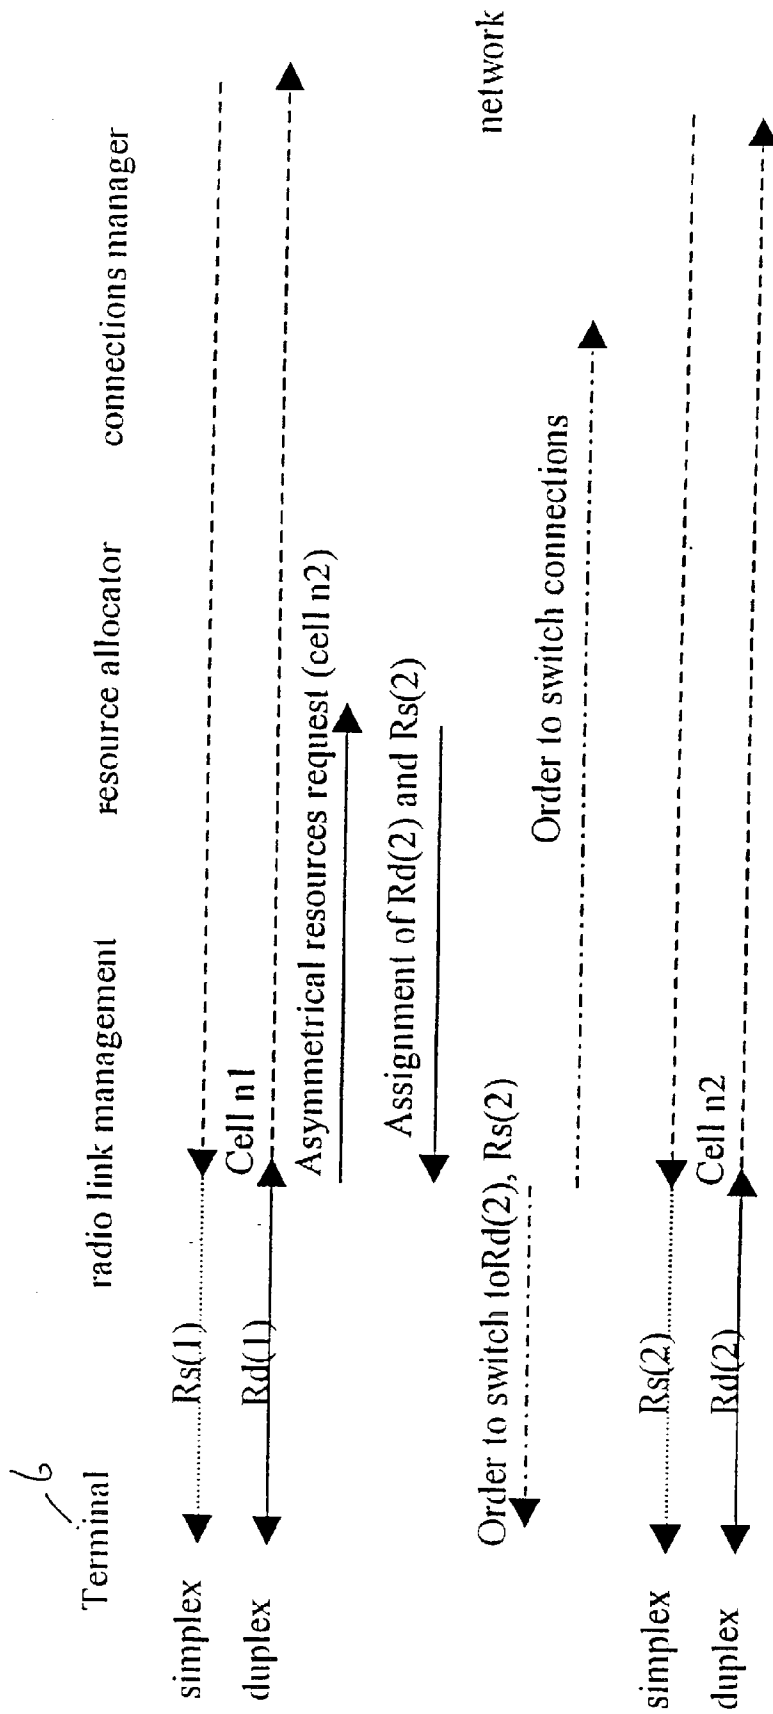 Terminal
6
radio link management
resource allocator
connections manager
simplex
Rs(1)
Cell n1
duplex
Rd(1)
Asymmetrical resources request (cell n2)
Assignment of Rd(2) and Rs(2)
Order to switch toRd(2), Rs(2)
network
Order to switch connections
simplex
Rs(2)
Cell n2
duplex
Rd(2)